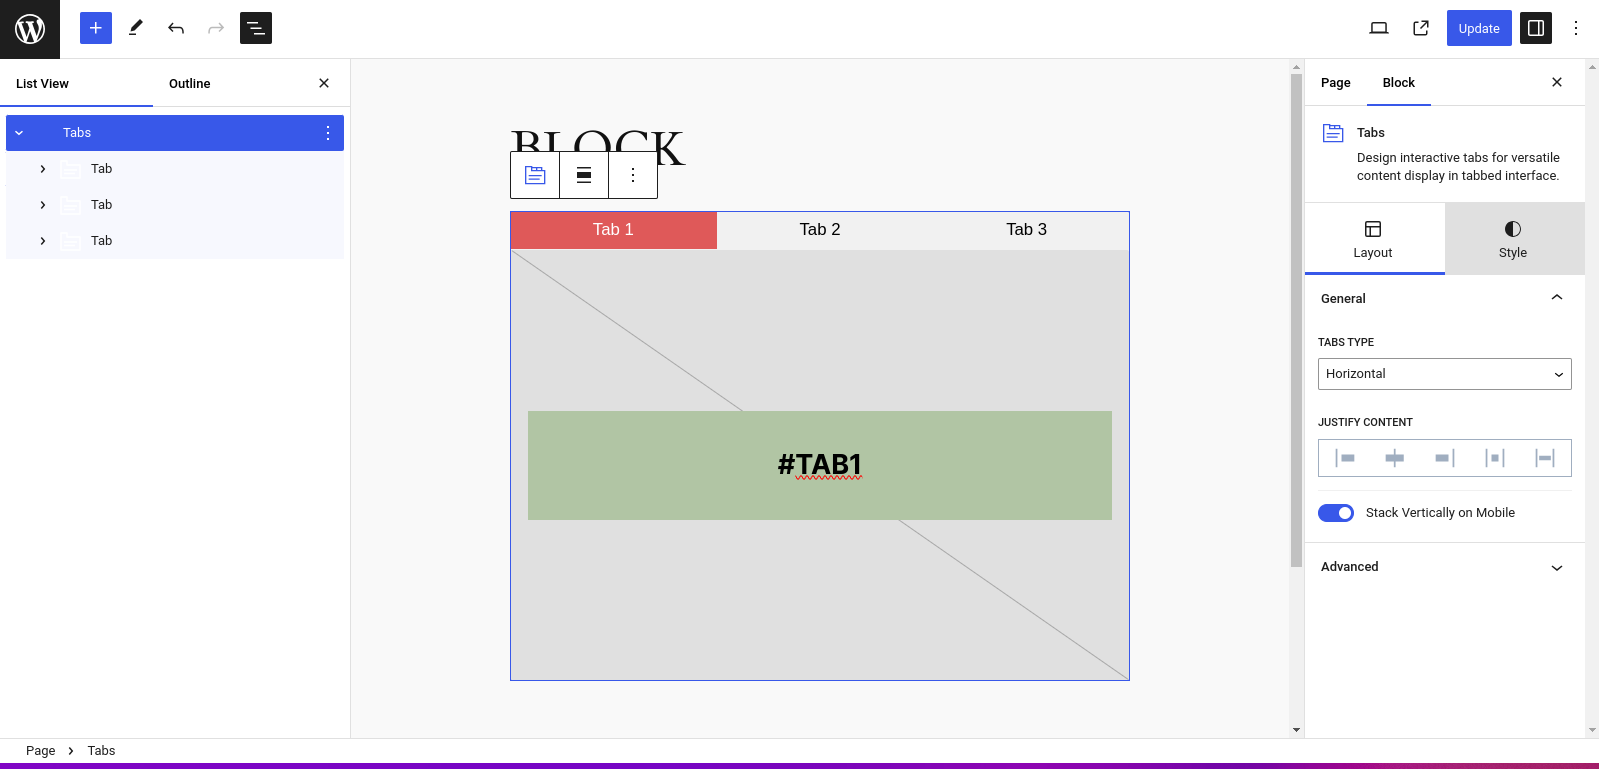 Update
List View
Outline
Page
Block
Tabs
Tab
Tab
Tab
BLOCK
Tab 1
Tab 2
Tab 3
#TAB1
Tabs
Design interactive tabs for versatile
content display in tabbed interface.
Layout
Style
General
TABS TYPE
Horizontal
JUSTIFY CONTENT
Stack Vertically on Mobile
Advanced
Page
Tabs